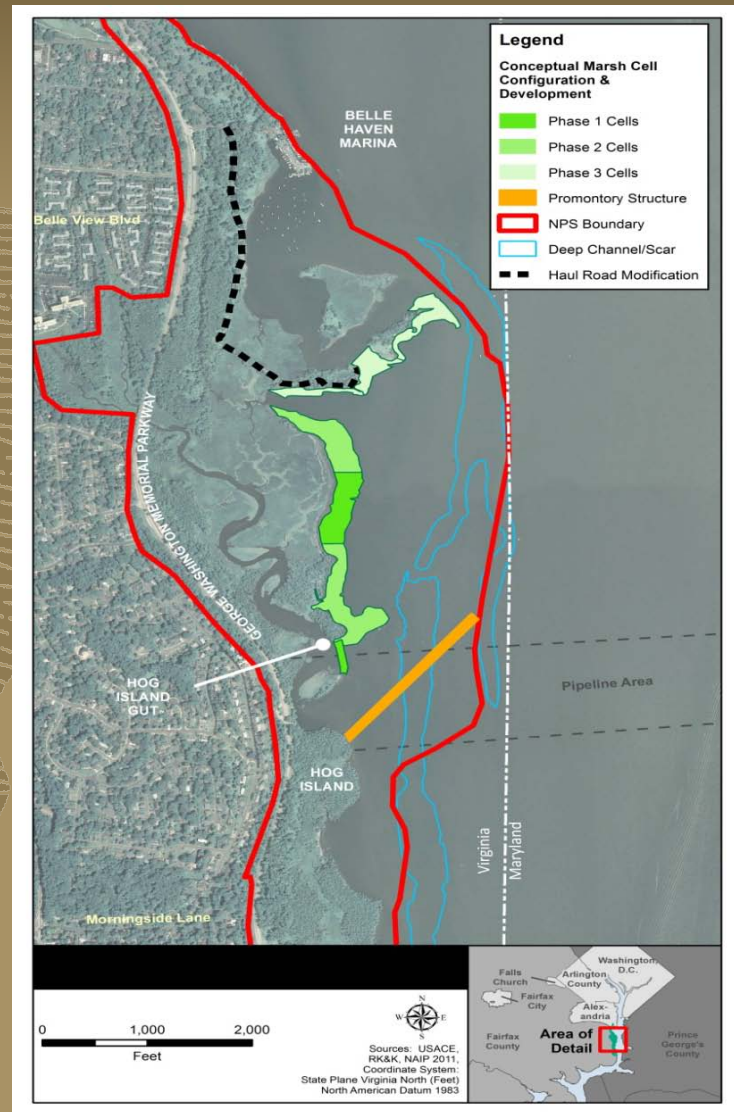 Legend
Conceptual Marsh Cell
Configuration &
Development
Phase 1 Cells
Phase 2 Cells
Phase 3 Cells
Promontory Structure
NPS Boundary
Deep Channel/Scar
Haul Road Modification
BELLE
HAVEN
MARINA
Belle View Blvd
GEORGE WASHINGTON MEMORIAL PARKWAY
HOG
ISLAND
GUT
Pipeline Area
HOG
ISLAND
Virginia
Maryland
Morningside Lane
0 1,000 2,000
Feet
N
W E
S
Sources: USACE,
RK&K, NAIP 2011,
Coordinate System:
State Plane Virginia North (Feet)
North American Datum 1983
Washington,
D.C.
Falls
Church
Arlington
County
Fairfax
City
Alex-
andria
Fairfax
County
Area of
Detail
Prince
George's
County